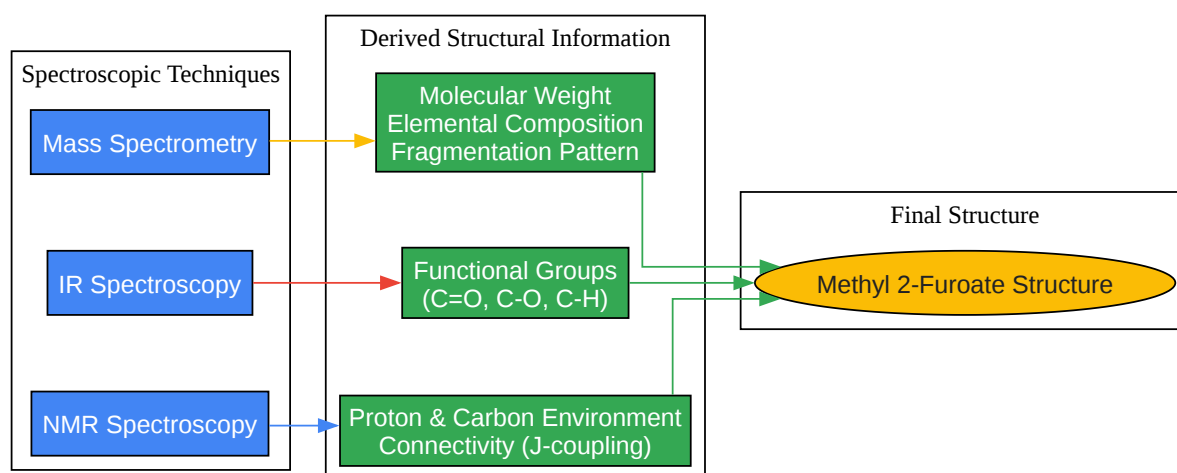 Spectroscopic Techniques
Mass Spectrometry
IR Spectroscopy
NMR Spectroscopy
Derived Structural Information
Molecular Weight
Elemental Composition
Fragmentation Pattern
Functional Groups
(C=O, C-O, C-H)
Proton & Carbon Environment
Connectivity (J-coupling)
Final Structure
Methyl 2-Furoate Structure